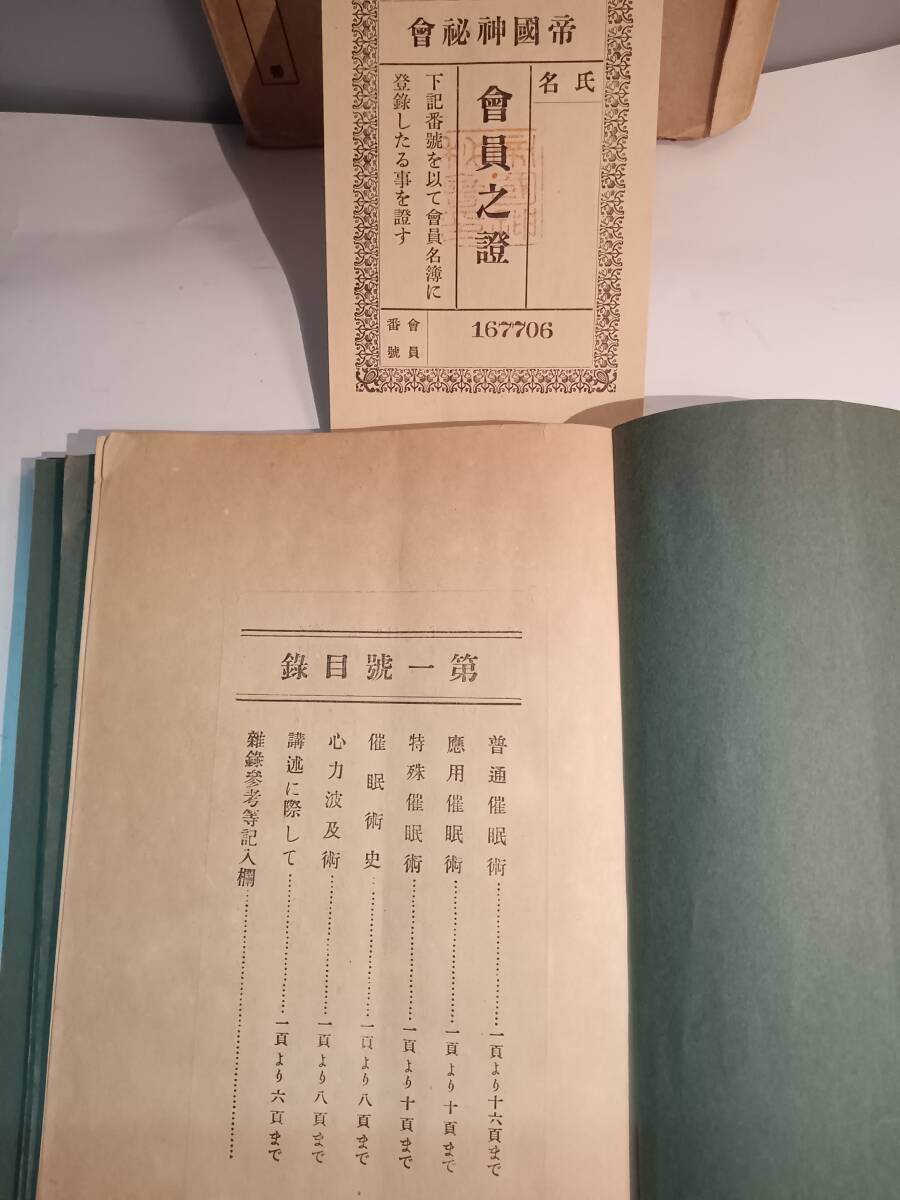 帝國神祕會
氏名
會員之證
下記番號を以て會員名簿に
登錄したる事を證す
會員
番號
167706
第一號目錄
普通催眠術……………一頁より十六頁まで
應用催眠術……………一頁より十頁まで
特殊催眠術……………一頁より十頁まで
催眠術史……………一頁より八頁まで
心力波及術……………一頁より八頁まで
講述に際して……………一頁より六頁まで
雜錄參考等記入欄……………